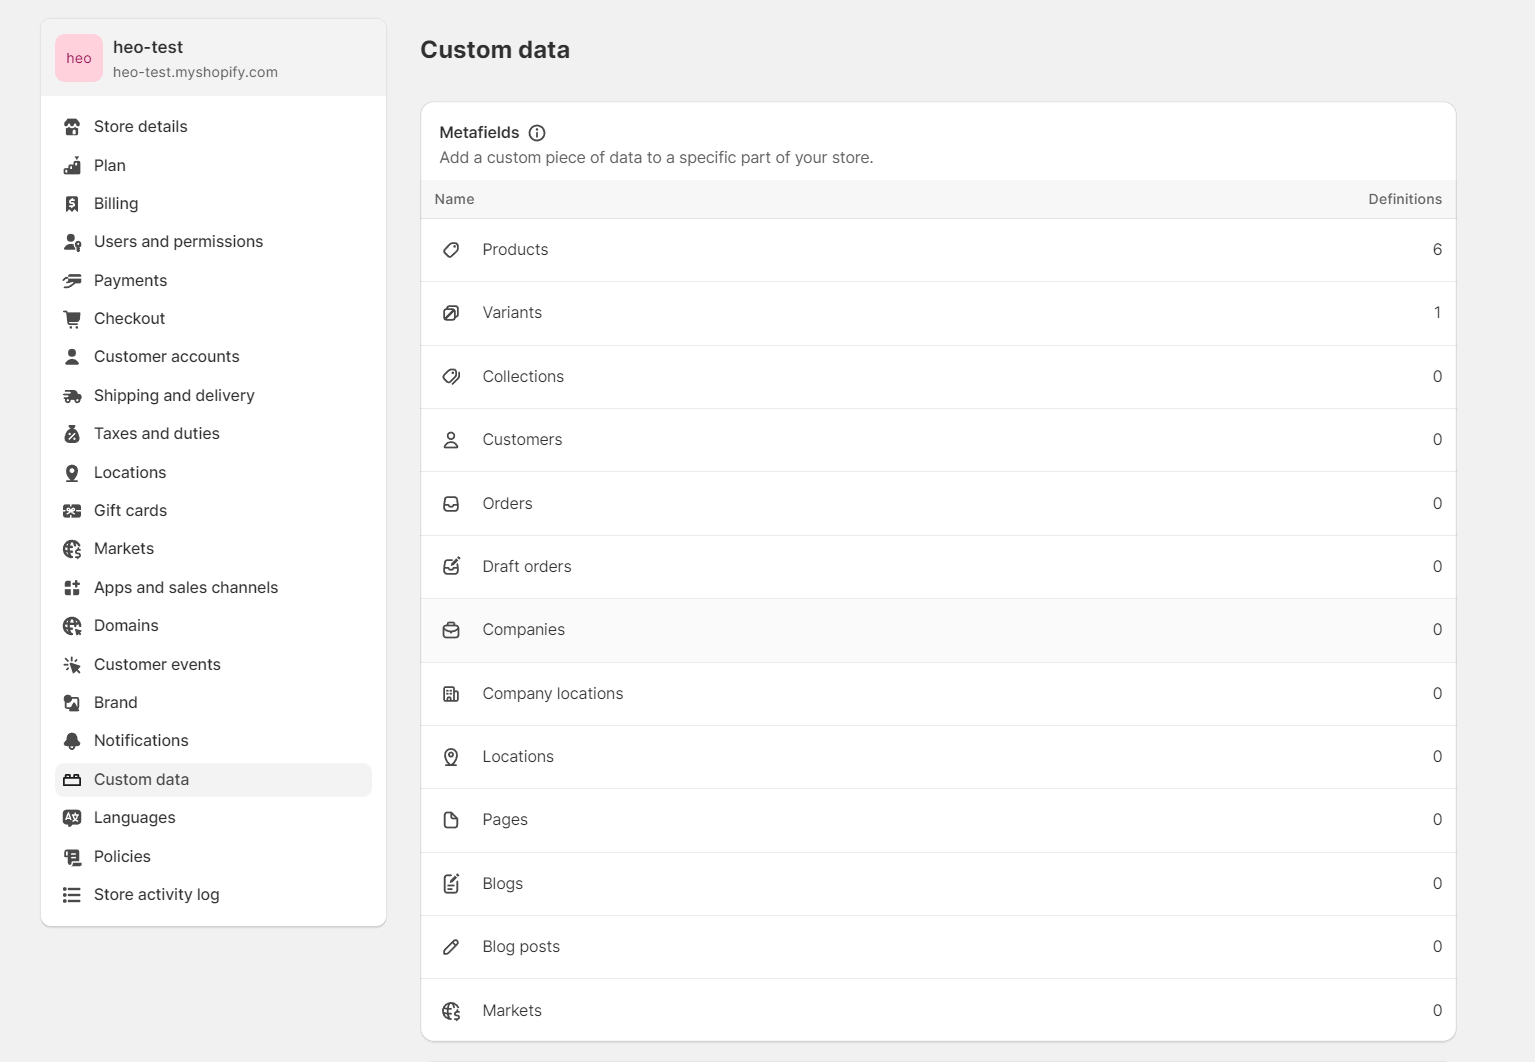 heo
heo-test
heo-test.myshopify.com
Store details
Plan
Billing
Users and permissions
Payments
Checkout
Customer accounts
Shipping and delivery
Taxes and duties
Locations
Gift cards
Markets
Apps and sales channels
Domains
Customer events
Brand
Notifications
Custom data
Languages
Policies
Store activity log
Custom data
Metafields
Add a custom piece of data to a specific part of your store.
Name Definitions
Products 6
Variants 1
Collections 0
Customers 0
Orders 0
Draft orders 0
Companies 0
Company locations 0
Locations 0
Pages 0
Blogs 0
Blog posts 0
Markets 0